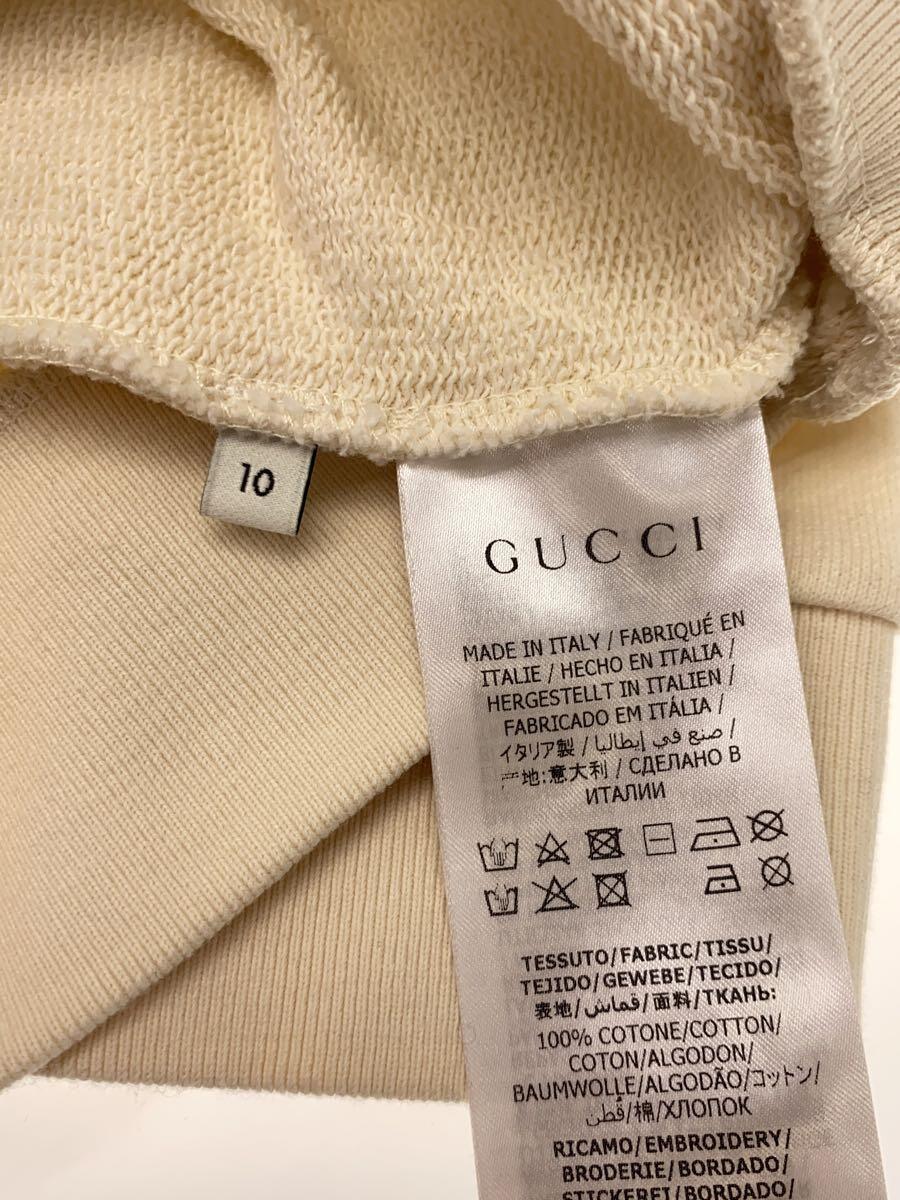 10
GUCCI
MADE IN ITALY / FABRIQUÉ EN
ITALIE / HECHO EN ITALIA /
HERGESTELLT IN ITALIEN /
FABRICADO EM ITÁLIA /
イタリア製 / صنع في إيطاليا /
地:意大利 / СДЕЛАНО В
ИТАЛИИ
TESSUTO/FABRIC/TISSU/
TEJIDO/GEWEBE/TECIDO/
表地/قماش/面料/ТКАНЬ:
100% COTONE/COTTON/
COTON/ALGODON/
BAUMWOLLE/ALGODÃO/コットン/
قُطن/棉/ХЛОПОК
RICAMO/EMBROIDERY/
BRODERIE/BORDADO/
STICKEREI/BORDADO/